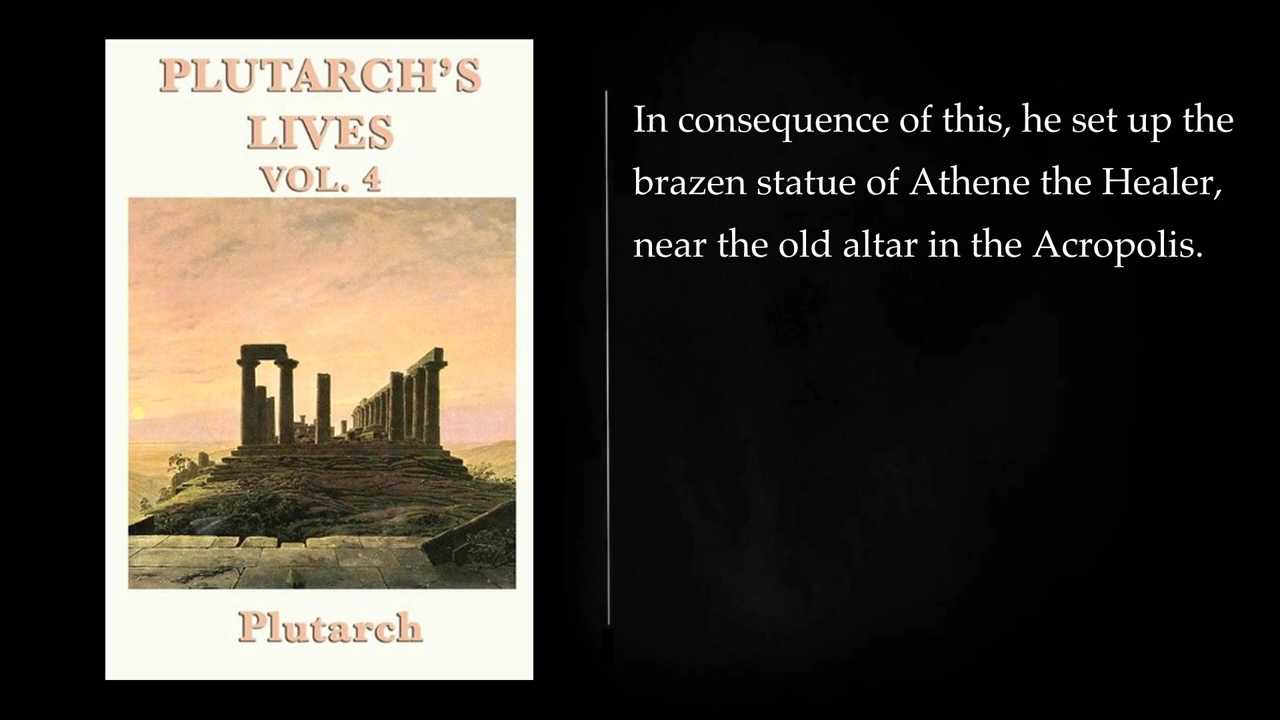 PLUTARCH'S
LIVES
VOL. 4
Plutarch
In consequence of this, he set up the
brazen statue of Athene the Healer,
near the old altar in the Acropolis.